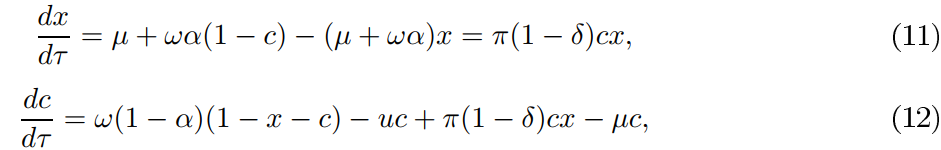 dx/dτ = μ + ωα(1 − c) − (μ + ωα)x = π(1 − δ)cx, (11)
dc/dτ = ω(1 − α)(1 − x − c) − uc + π(1 − δ)cx − μc, (12)